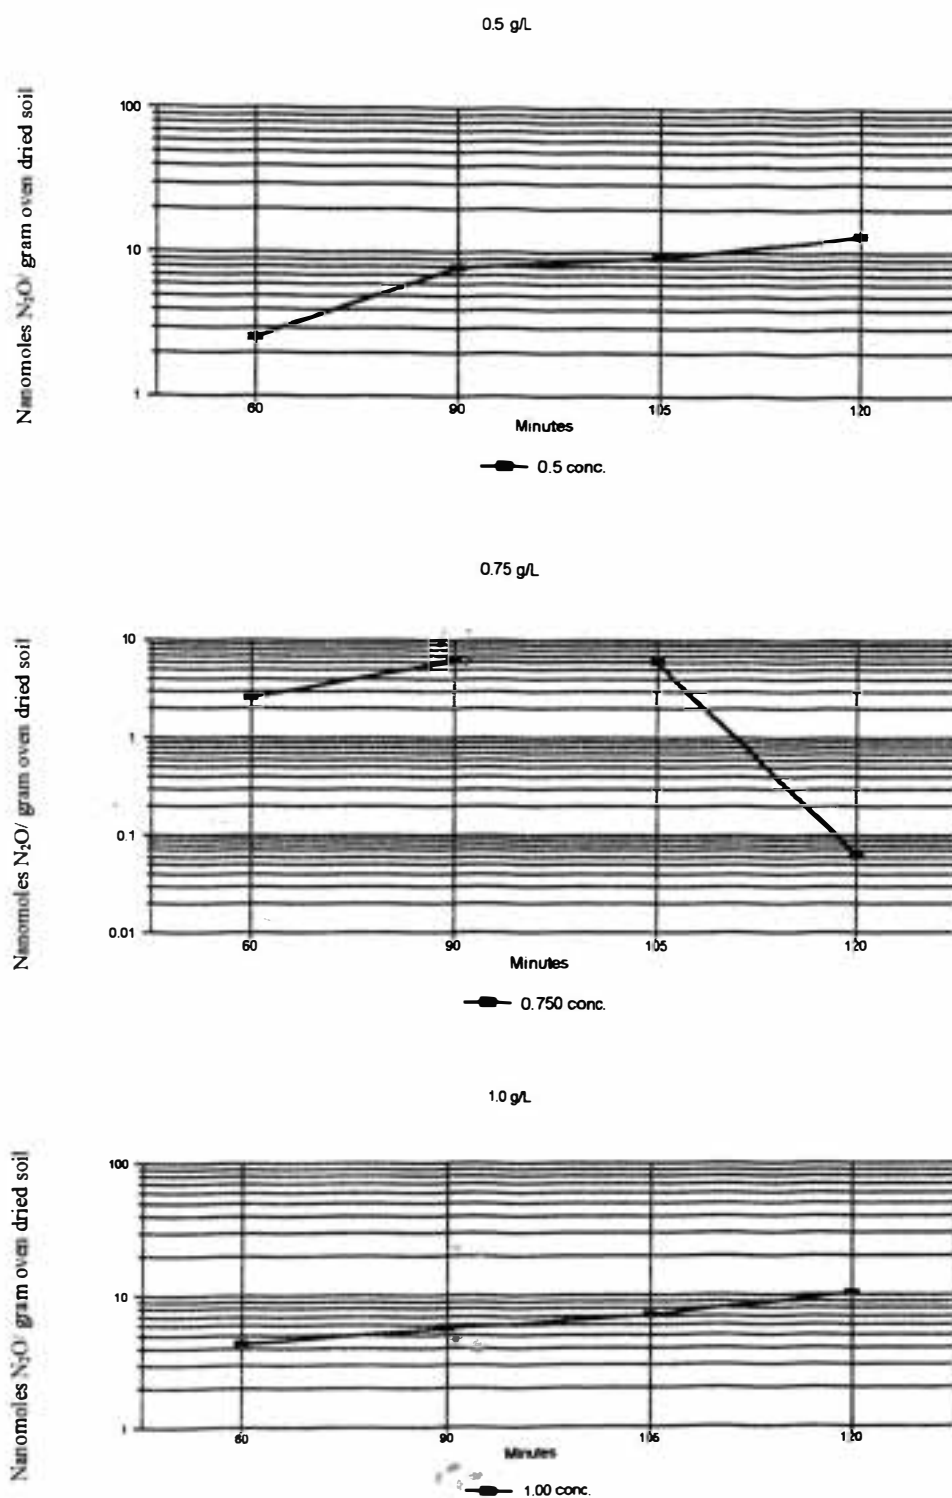 0.5 g/L
Nanomoles N₂O/ gram oven dried soil
100
10
1
60 90 105 120
Minutes
0.5 conc.
0.75 g/L
Nanomoles N₂O/ gram oven dried soil
10
1
0.1
0.01
60 90 105 120
Minutes
0.750 conc.
1.0 g/L
Nanomoles N₂O/ gram oven dried soil
100
10
1
60 90 105 120
Minutes
1.00 conc.